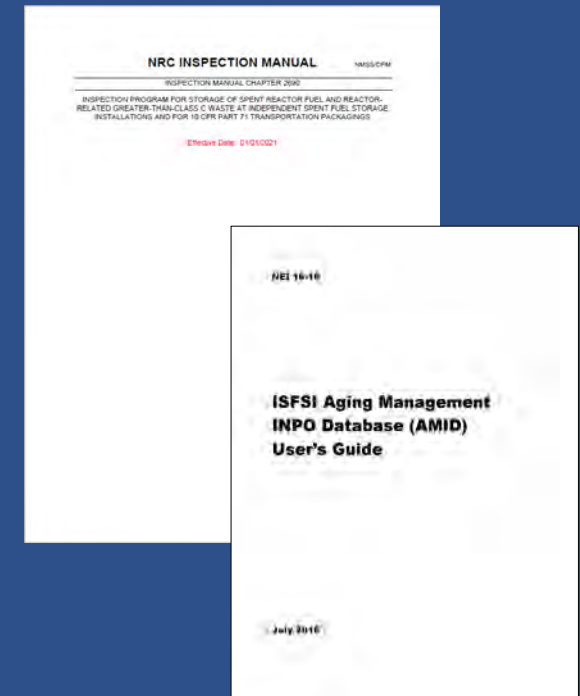 NRC INSPECTION MANUAL NMSS/DFM
INSPECTION MANUAL CHAPTER 2690
INSPECTION PROGRAM FOR STORAGE OF SPENT REACTOR FUEL AND REACTOR-
RELATED GREATER-THAN-CLASS C WASTE AT INDEPENDENT SPENT FUEL STORAGE
INSTALLATIONS AND FOR 10 CFR PART 71 TRANSPORTATION PACKAGINGS
Effective Date: 01/01/2021
NEI 16-10
ISFSI Aging Management
INPO Database (AMID)
User's Guide
July 2016